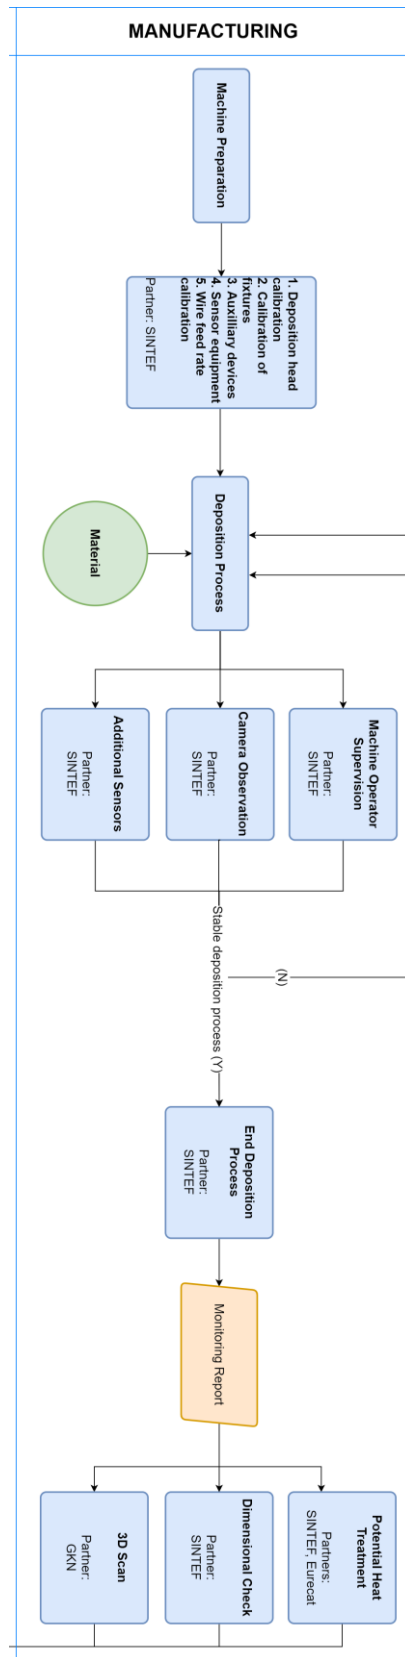 MANUFACTURING
Machine Preparation
1. Deposition head
calibration
2. Calibration of
fixtures
3. Auxilliary devices
4. Sensor equipment
5. Wire feed rate
calibration
Partner: SINTEF
Deposition Process
Material
Additional Sensors
Partner:
SINTEF
Camera Observation
Partner:
SINTEF
Machine Operator
Supervision
Partner:
SINTEF
Stable deposition process (Y)
(N)
End Deposition
Process
Partner:
SINTEF
Monitoring Report
3D Scan
Partner:
GKN
Dimensional Check
Partner:
SINTEF
Potential Heat
Treatment
Partners:
SINTEF, Eurecat